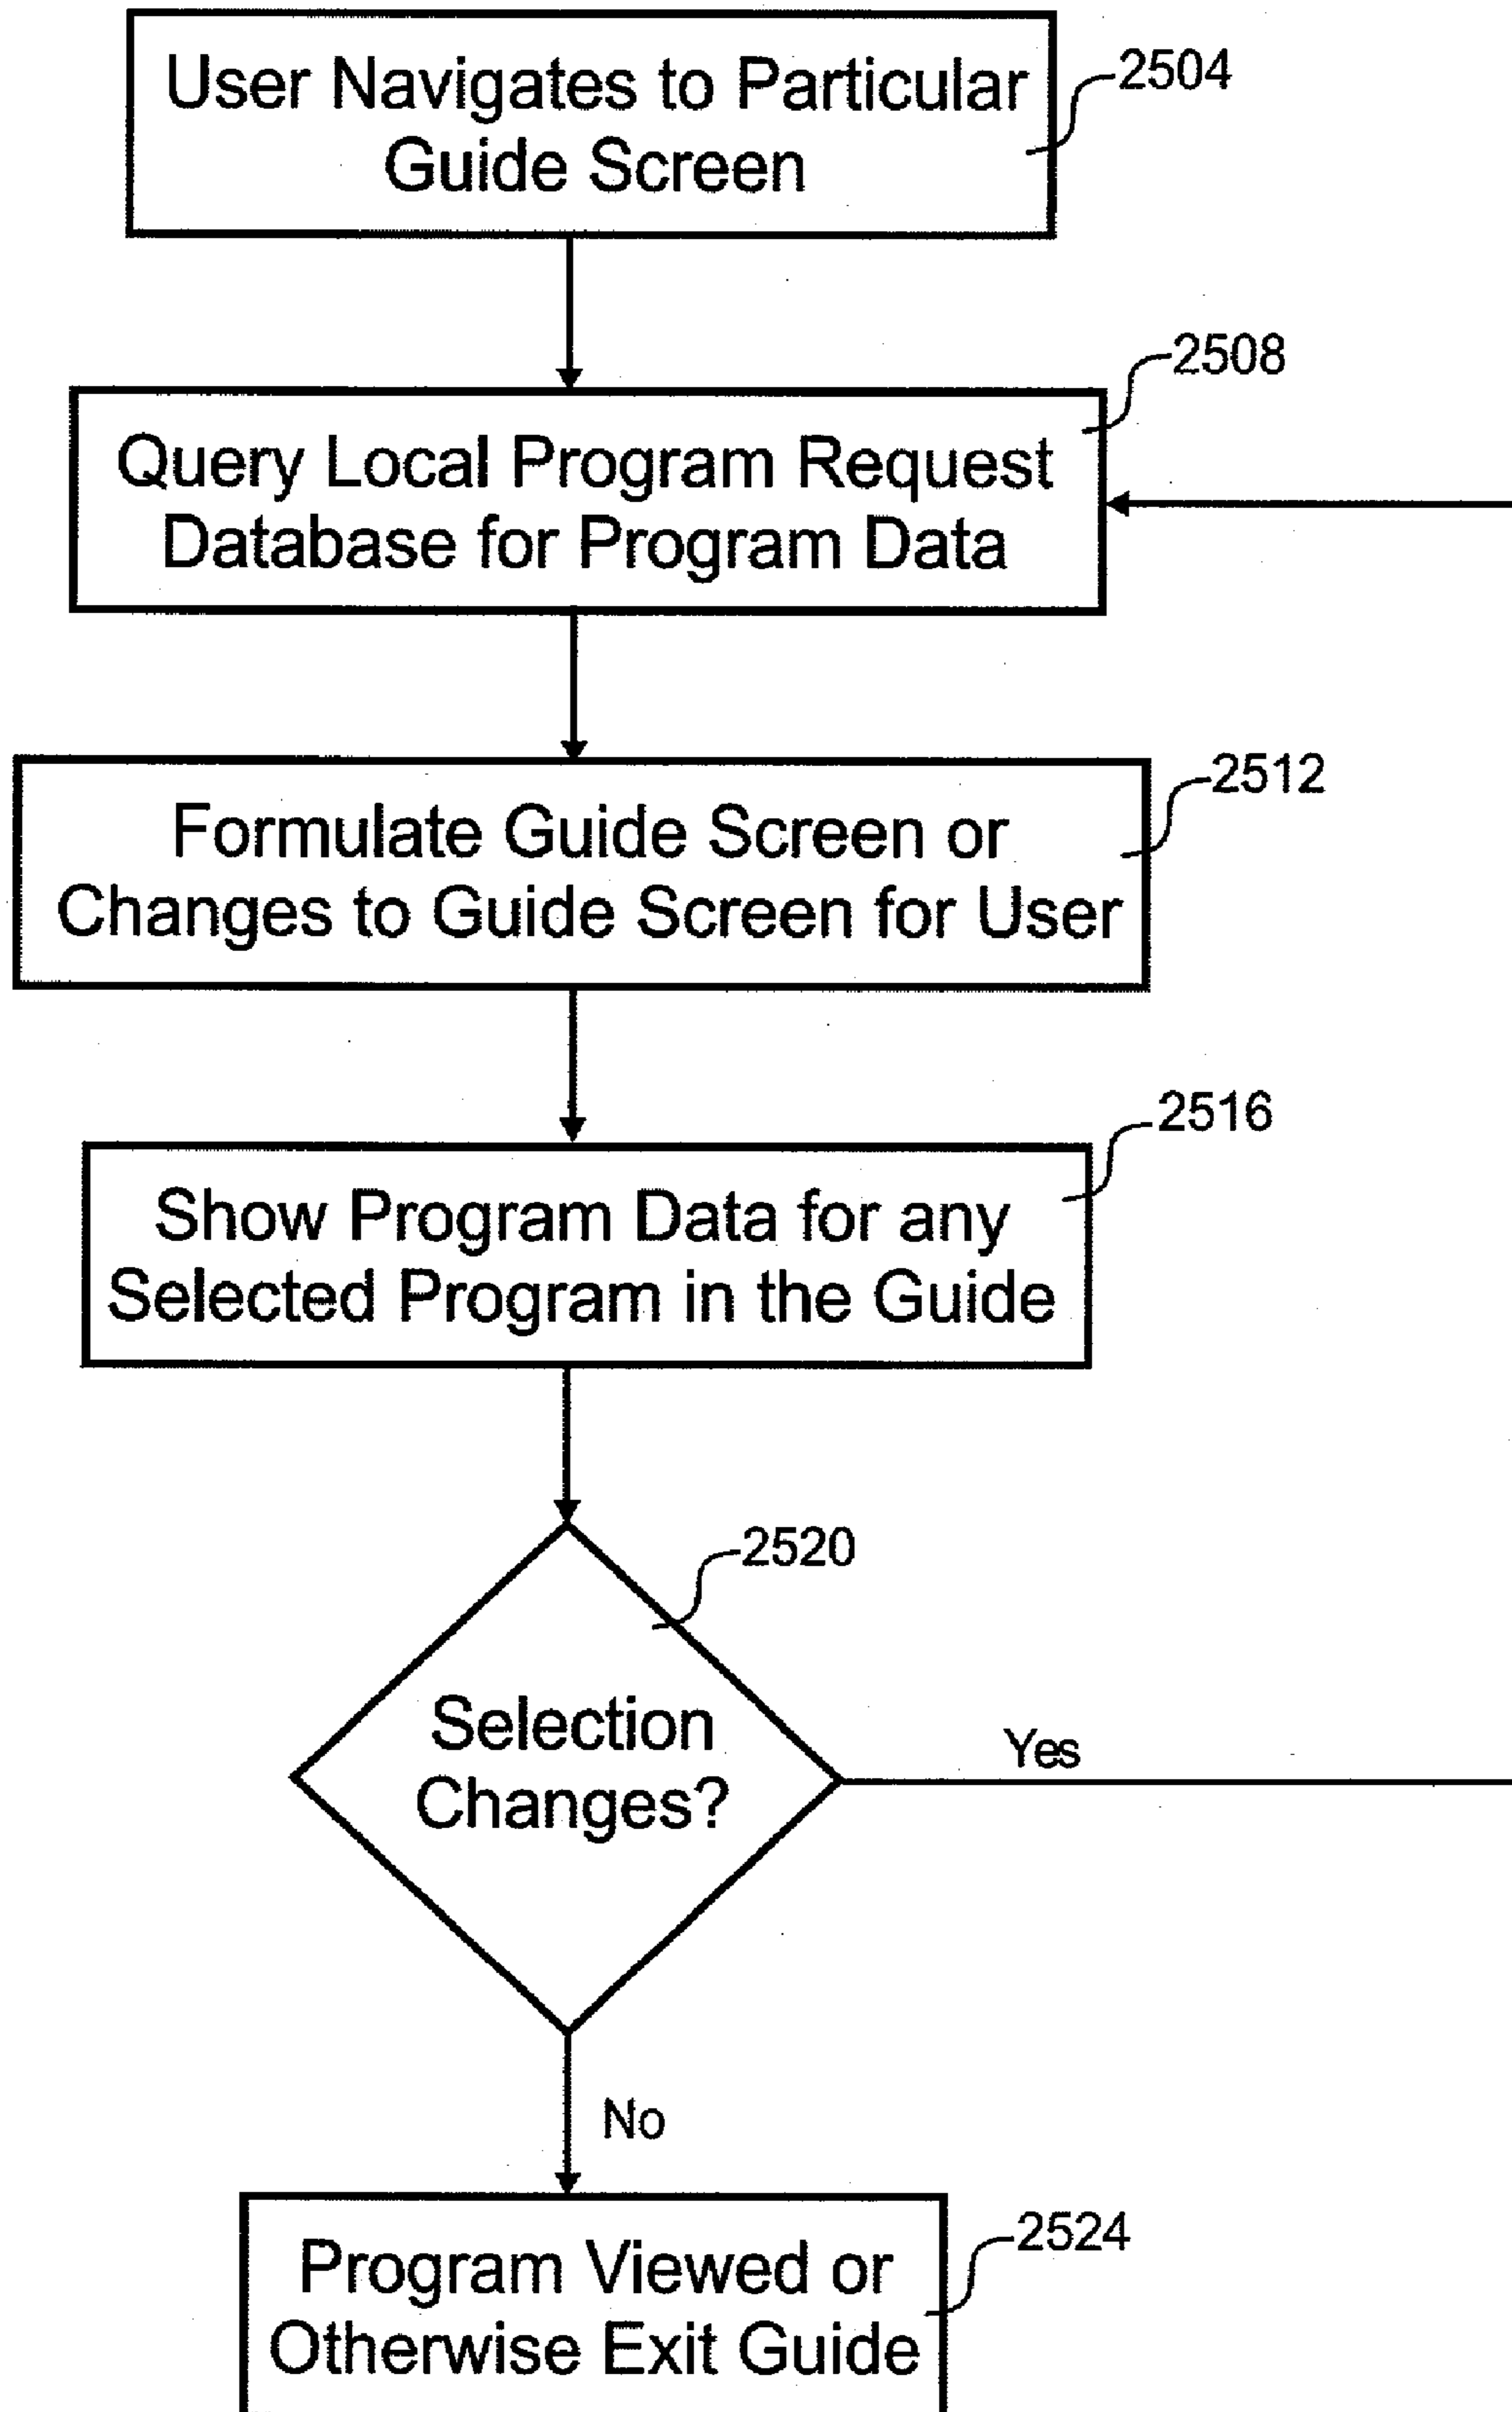 User Navigates to Particular
Guide Screen
2504
Query Local Program Request
Database for Program Data
2508
Formulate Guide Screen or
Changes to Guide Screen for User
2512
Show Program Data for any
Selected Program in the Guide
2516
Selection
Changes?
2520
Yes
No
Program Viewed or
Otherwise Exit Guide
2524